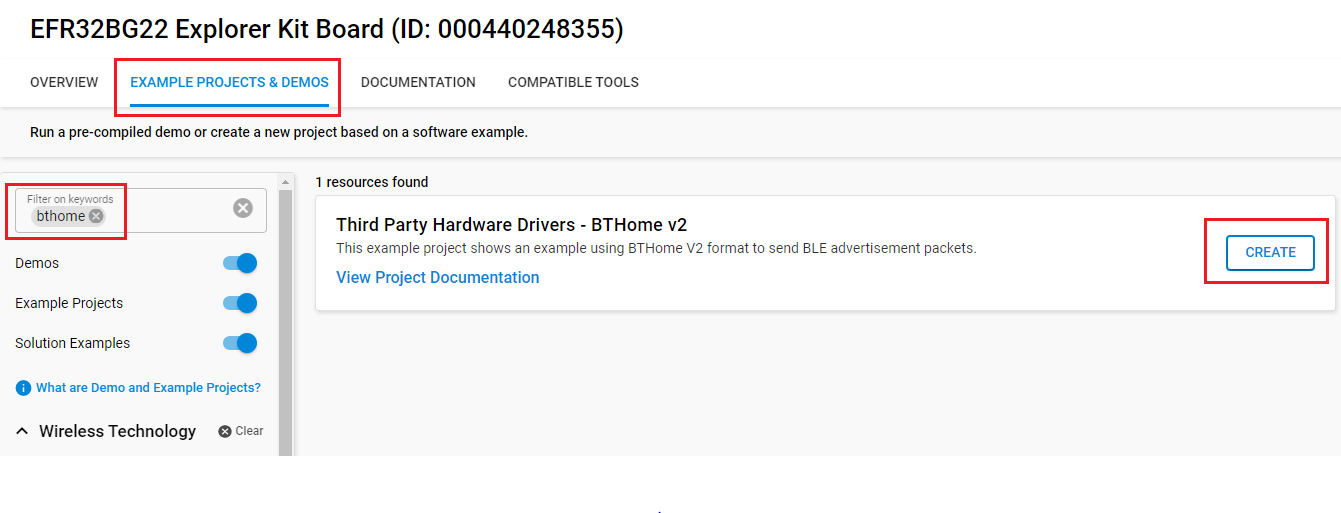 EFR32BG22 Explorer Kit Board (ID: 000440248355)
OVERVIEW
EXAMPLE PROJECTS & DEMOS
DOCUMENTATION
COMPATIBLE TOOLS
Run a pre-compiled demo or create a new project based on a software example.
Filter on keywords
bthome
Demos
Example Projects
Solution Examples
What are Demo and Example Projects?
Wireless Technology
Clear
1 resources found
Third Party Hardware Drivers - BTHome v2
This example project shows an example using BTHome V2 format to send BLE advertisement packets.
View Project Documentation
CREATE